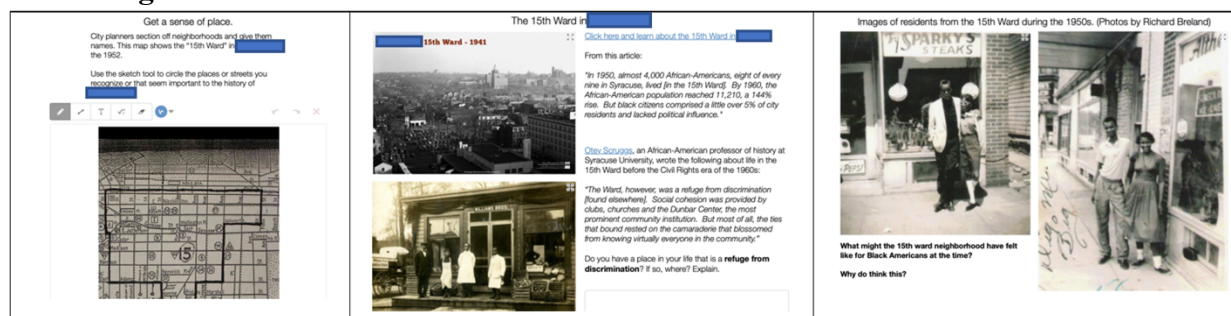 Get a sense of place.
City planners section off neighborhoods and give them
names. This map shows the "15th Ward" in
the 1952.
Use the sketch tool to circle the places or streets you
recognize or that seem important to the history of
The 15th Ward in
15th Ward - 1941
WILLIAMS BROS.
Click here and learn about the 15th Ward in
From this article:
"In 1950, almost 4,000 African-Americans, eight of every
nine in Syracuse, lived [in the 15th Ward]. By 1960, the
African-American population reached 11,210, a 144%
rise. But black citizens comprised a little over 5% of city
residents and lacked political influence."
Otey Scruggs, an African-American professor of history at
Syracuse University, wrote the following about life in the
15th Ward before the Civil Rights era of the 1960s:
"The Ward, however, was a refuge from discrimination
[found elsewhere]. Social cohesion was provided by
clubs, churches and the Dunbar Center, the most
prominent community institution. But most of all, the ties
that bound rested on the camaraderie that blossomed
from knowing virtually everyone in the community."
Do you have a place in your life that is a refuge from
discrimination? If so, where? Explain.
Images of residents from the 15th Ward during the 1950s. (Photos by Richard Breland)
SPARKY'S
STEAKS
PEPSI
What might the 15th ward neighborhood have felt
like for Black Americans at the time?
Why do think this?